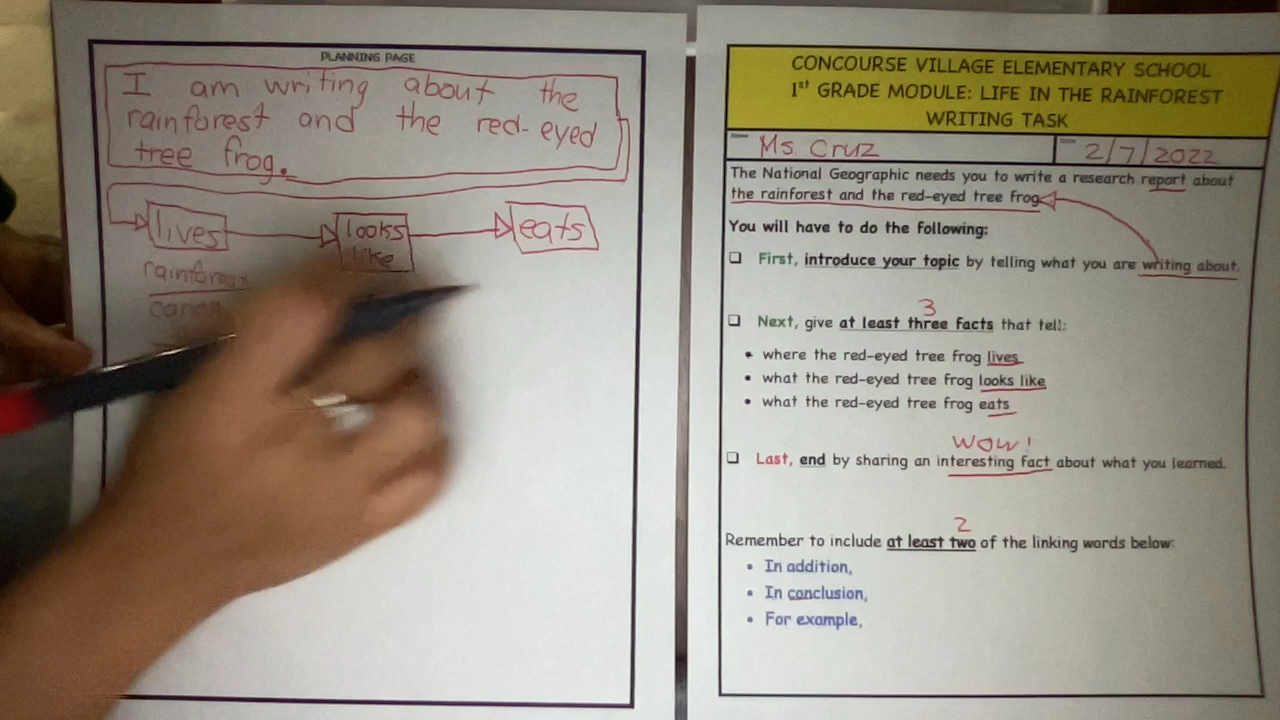 PLANNING PAGE
I am writing about the
rainforest and the red-eyed
tree frog.
lives
looks
like
eats
rainforest
CONCOURSE VILLAGE ELEMENTARY SCHOOL
1st GRADE MODULE: LIFE IN THE RAINFOREST
WRITING TASK
Ms Cruz
2/7/2022
The National Geographic needs you to write a research report about
the rainforest and the red-eyed tree frog
You will have to do the following:
First, introduce your topic by telling what you are writing about.
3
Next, give at least three facts that tell:
• where the red-eyed tree frog lives
• what the red-eyed tree frog looks like
• what the red-eyed tree frog eats
WOW!
Last, end by sharing an interesting fact about what you learned.
2
Remember to include at least two of the linking words below:
• In addition,
• In conclusion,
• For example,